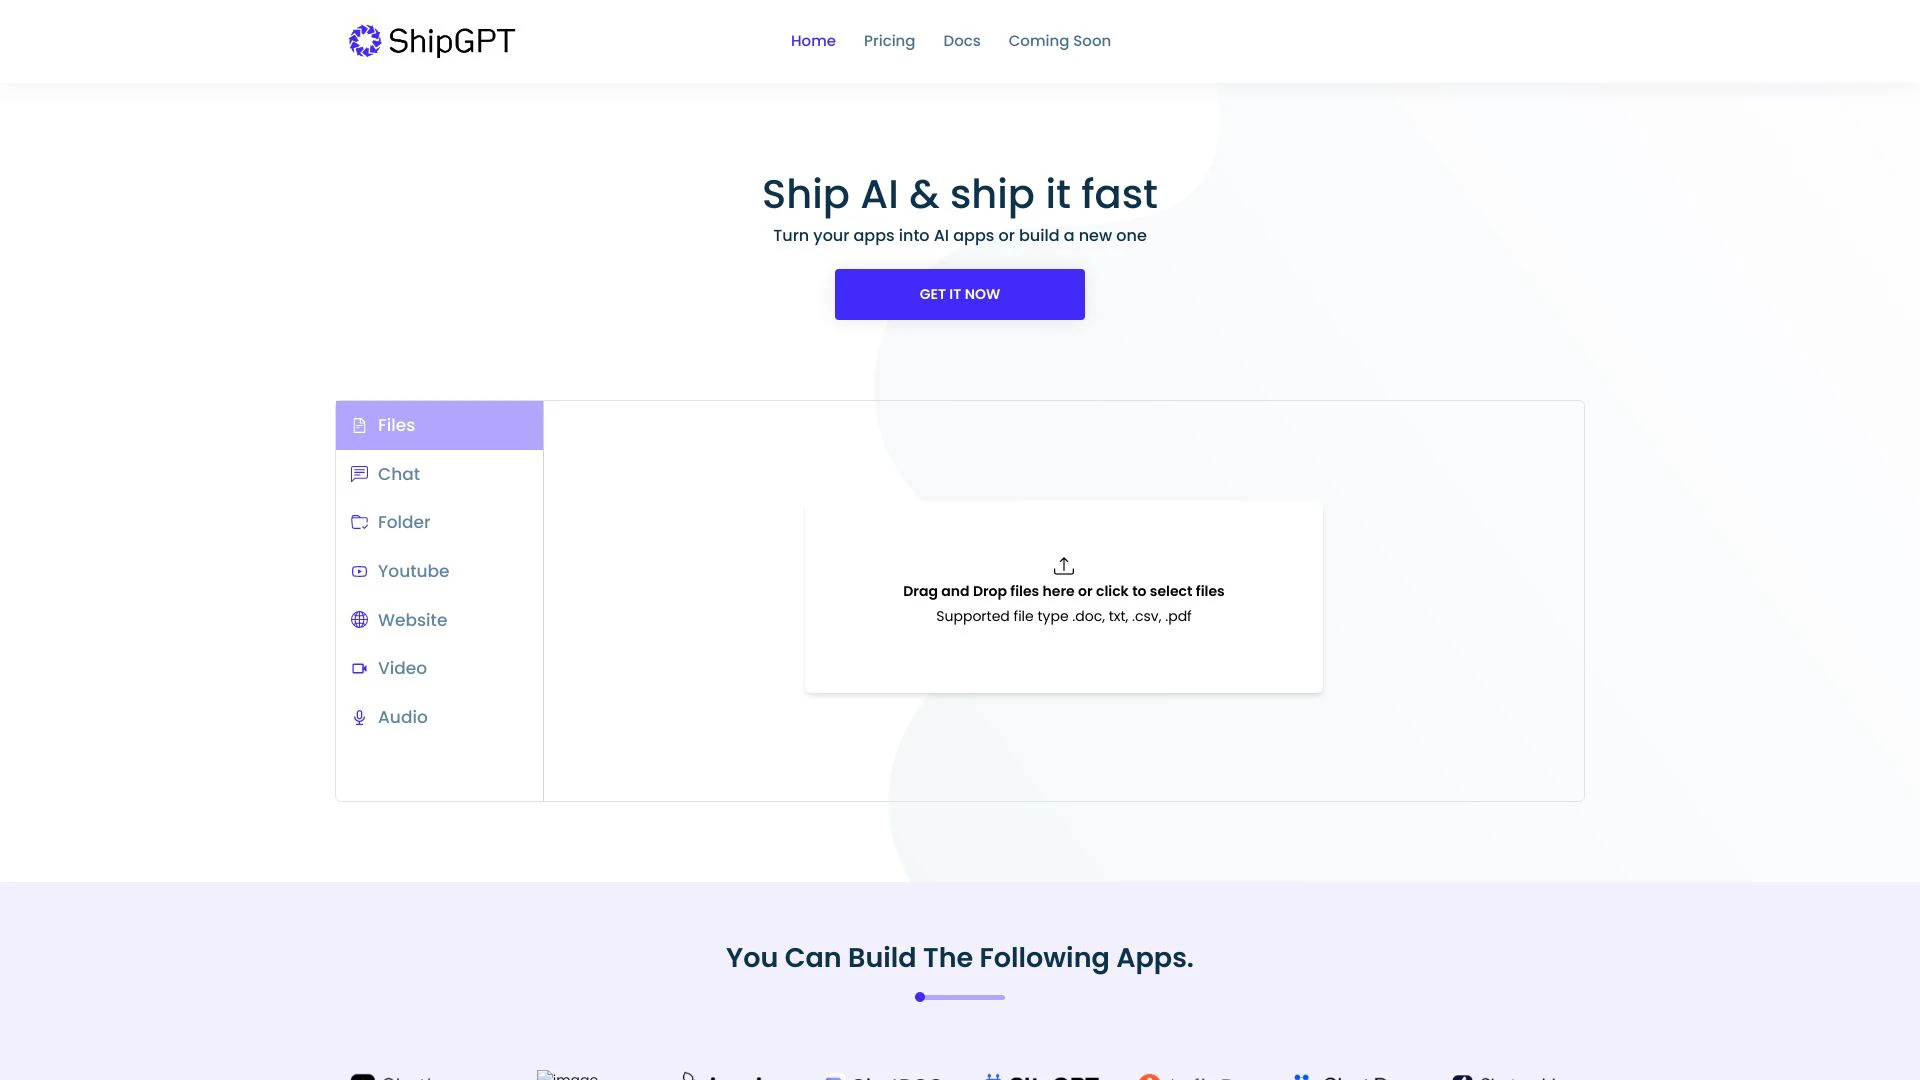 ShipGPT
Home
Pricing
Docs
Coming Soon
Ship AI & ship it fast
Turn your apps into AI apps or build a new one
GET IT NOW
Files
Chat
Folder
Youtube
Website
Video
Audio
Drag and Drop files here or click to select files
Supported file type .doc, txt, .csv, .pdf
You Can Build The Following Apps.
image